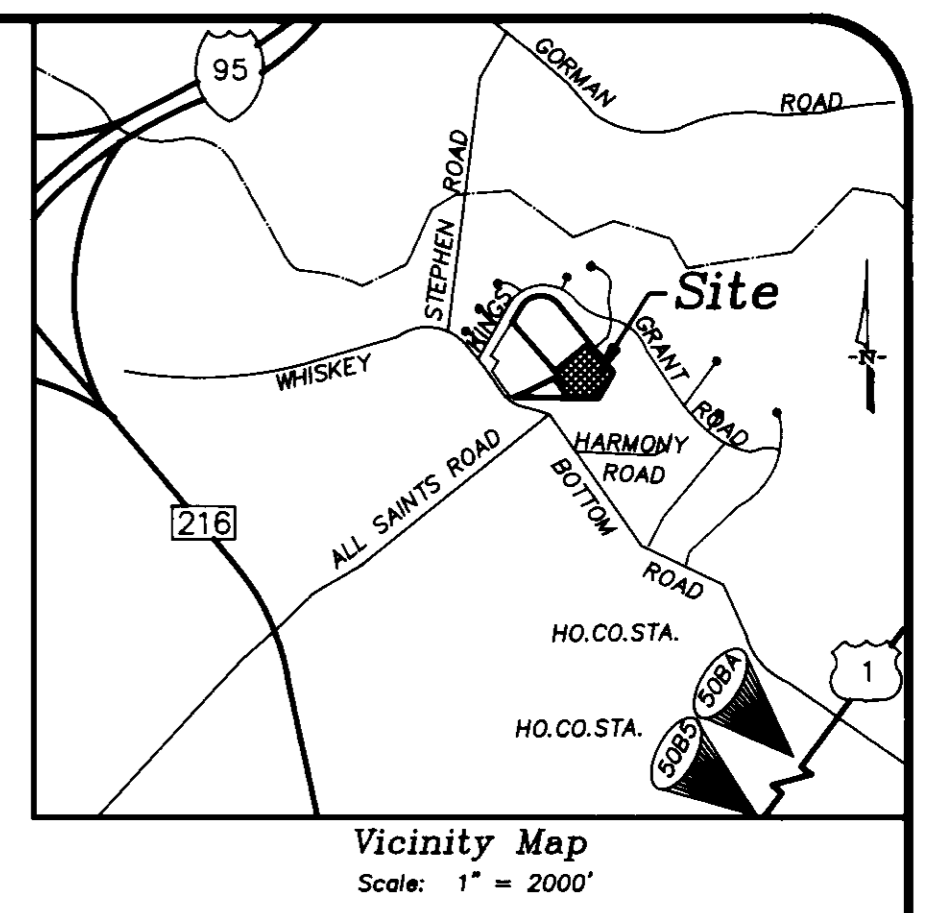 95
GORMAN
ROAD
STEPHEN ROAD
KINGS
Site
GRANT
ROAD
-N-
WHISKEY
HARMONY
ROAD
ALL SAINTS ROAD
BOTTOM
ROAD
216
HO.CO.STA.
50BA
1
HO.CO.STA.
50B5
Vicinity Map
Scale: 1" = 2000'